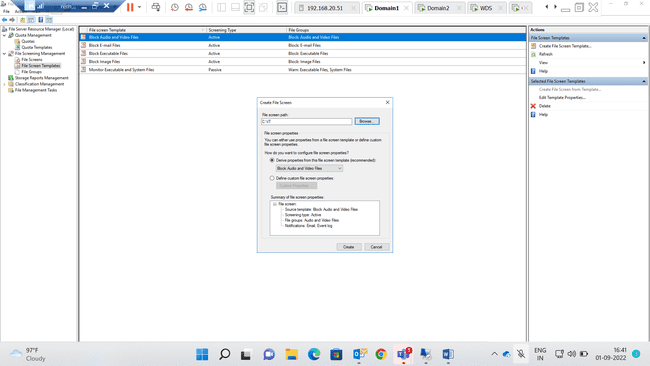 rem...
192.168.20.51
Domain1
Domain2
WDS
File
File Server Resource Manager (Local)
Quota Management
Quotas
Quota Templates
File Screening Management
File Screens
File Screen Templates
File Groups
Storage Reports Management
Classification Management
File Management Tasks
File screen Template
Screening Type
File Groups
Block Audio and Video Files
Active
Block Audio and Video Files
Block E-mail Files
Active
Block E-mail Files
Block Executable Files
Active
Block Executable Files
Block Image Files
Active
Block Image Files
Monitor Executable and System Files
Passive
Warn: Executable Files, System Files
Create File Screen
File screen path:
Browse...
File screen properties
You can either use properties from a file screen template or define custom
file screen properties.
How do you want to configure file screen properties?
Derive properties from this file screen template (recommended):
Block Audio and Video Files
Define custom file screen properties
Custom Properties...
Summary of file screen properties:
File screen:
Source template: Block Audio and Video Files
Screening type: Active
File groups: Audio and Video Files
Notifications: Email, Event log
Create
Cancel
Actions
File Screen Templates
Create File Screen Template...
Refresh
View
Help
Selected File Screen Templates
Create File Screen from Template...
Edit Template Properties...
Delete
Help
97°F
Cloudy
5
ENG
IN
16:41
01-09-2022
2